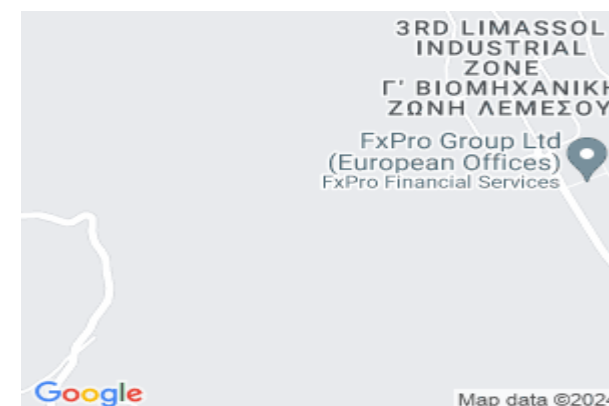 3RD LIMASSOL
INDUSTRIAL
ZONE
Γ' ΒΙΟΜΗΧΑΝΙΚΗ
ΖΩΝΗ ΛΕΜΕΣΟΥ
FxPro Group Ltd
(European Offices)
FxPro Financial Services
Google
Map data ©2024